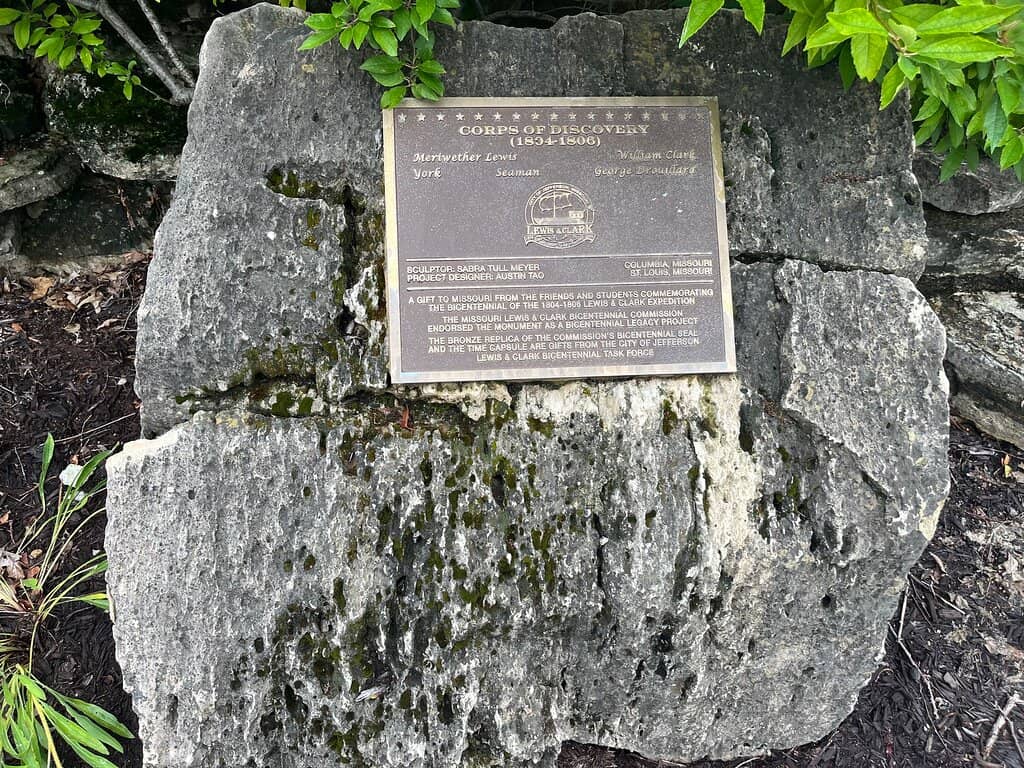 CORPS OF DISCOVERY
(1804-1806)
Meriwether Lewis William Clark
York Seaman George Drouillard
LEWIS & CLARK
SCULPTOR: SABRA TULL MEYER COLUMBIA, MISSOURI
PROJECT DESIGNER: AUSTIN TAO ST. LOUIS, MISSOURI
A GIFT TO MISSOURI FROM THE FRIENDS AND STUDENTS COMMEMORATING
THE BICENTENNIAL OF THE 1804-1806 LEWIS & CLARK EXPEDITION
THE MISSOURI LEWIS & CLARK BICENTENNIAL COMMISSION
ENDORSED THE MONUMENT AS A BICENTENNIAL LEGACY PROJECT
THE BRONZE REPLICA OF THE COMMISSION'S BICENTENNIAL SEAL
AND THE TIME CAPSULE ARE GIFTS FROM THE CITY OF JEFFERSON
LEWIS & CLARK BICENTENNIAL TASK FORCE